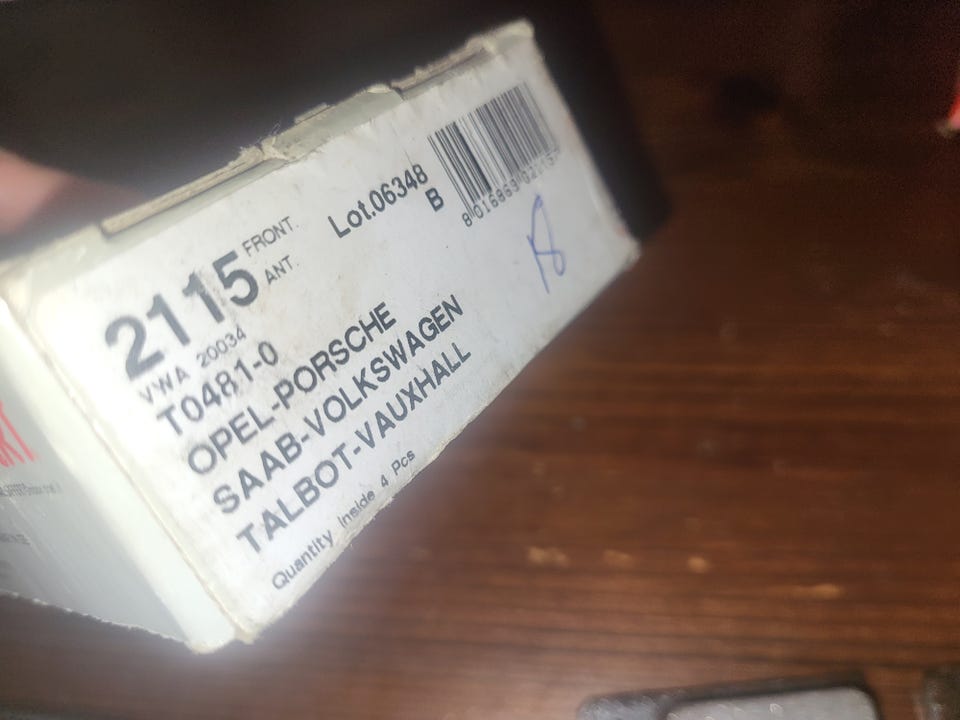 2115 FRONT.
ANT.
Lot.06348
B
VWA 20034
T0481-0
OPEL-PORSCHE
SAAB-VOLKSWAGEN
TALBOT-VAUXHALL
Quantity inside 4 Pcs